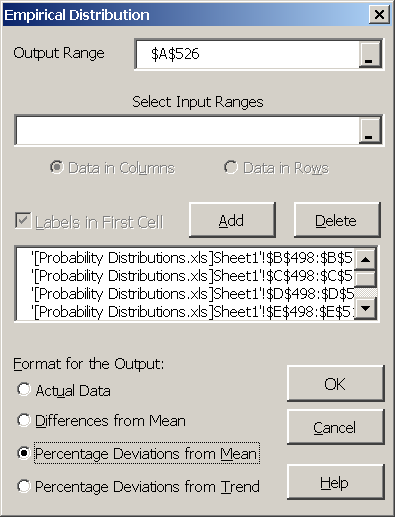 Empirical Distribution
Output Range $A$526
Select Input Ranges
Data in Columns Data in Rows
Labels in First Cell Add Delete
'[Probability Distributions.xls]Sheet1'!$B$498:$B$5
'[Probability Distributions.xls]Sheet1'!$C$498:$C$5
'[Probability Distributions.xls]Sheet1'!$D$498:$D$5
'[Probability Distributions.xls]Sheet1'!$E$498:$E$5
Format for the Output:
Actual Data
OK
Differences from Mean
Cancel
Percentage Deviations from Mean
Percentage Deviations from Trend
Help